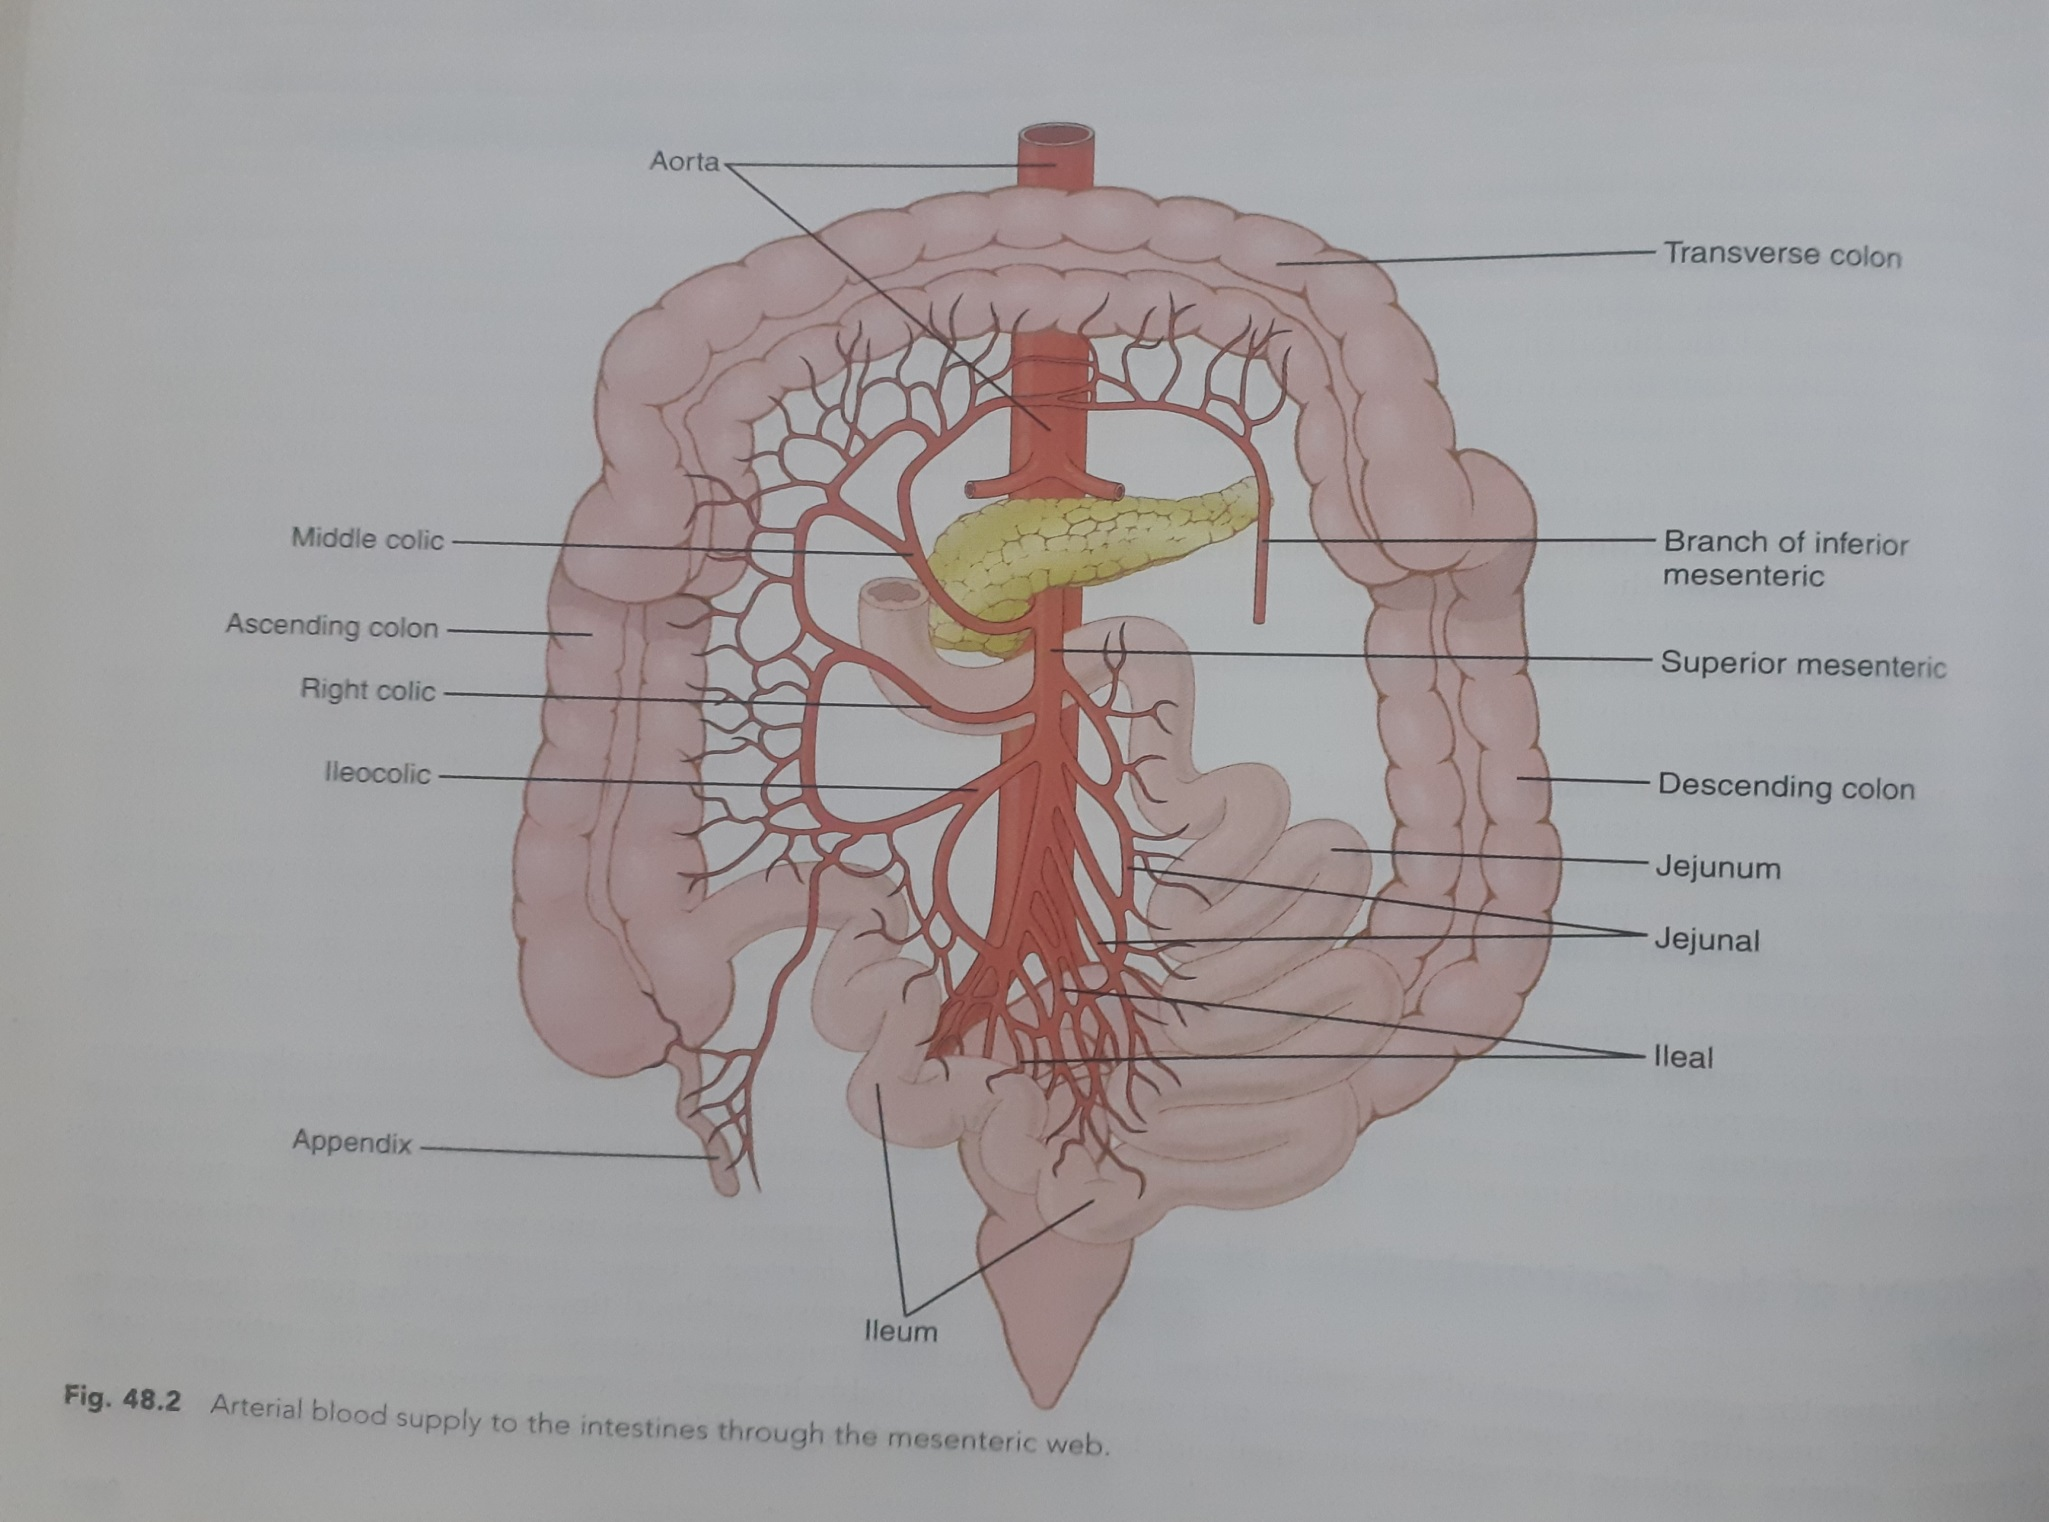 Aorta
Transverse colon
Middle colic
Branch of inferior
mesenteric
Ascending colon
Superior mesenteric
Right colic
Ileocolic
Descending colon
Jejunum
Jejunal
Ileal
Appendix
Ileum
Fig. 48.2 Arterial blood supply to the intestines through the mesenteric web.